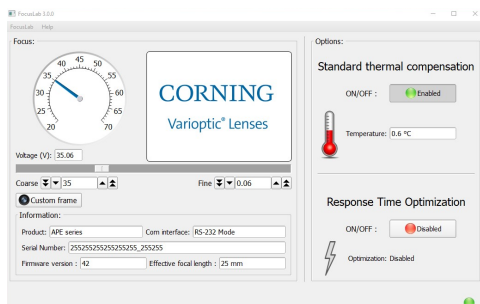 FocusLab 3.0.0
FocusLab Help
Focus:
20 25 30 35 40 45 50 55 60 65 70
CORNING
Varioptic® Lenses
Voltage (V): 35.06
Coarse 35
Fine 0.06
Custom frame
Information:
Product: APE series Com interface: RS-232 Mode
Serial Number: 255255255255255255_255255
Firmware version : 42 Effective focal length : 25 mm
Options:
Standard thermal compensation
ON/OFF : Enabled
Temperature: 0.6 °C
Response Time Optimization
ON/OFF : Disabled
Optimization: Disabled